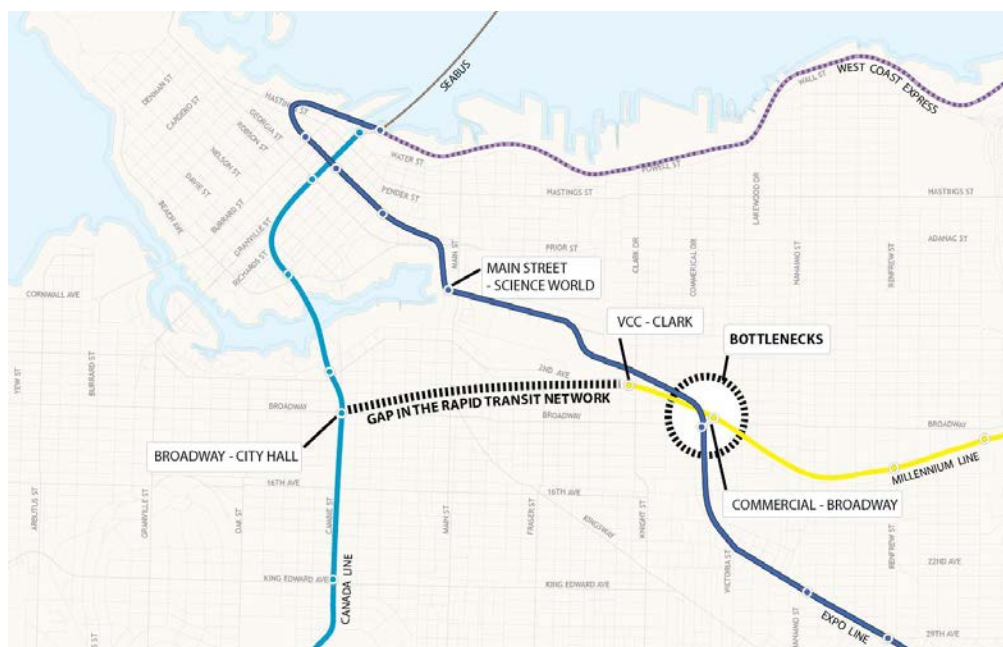 SEABUS
WEST COAST EXPRESS
WALL ST
DENMAN ST
CARDERO ST
HASTINGS ST
GEORGIA ST
ROBSON ST
NELSON ST
DAVIE ST
BEACH AVE
BURRARD ST
GRANVILLE ST
RICHARDS ST
WATER ST
PENDER ST
HASTINGS ST
POWELL ST
LAKEWOOD DR
HASTINGS ST
MAIN ST
PRIOR ST
CLARK DR
COMMERICAL DR
NANAIMO ST
RENFREW ST
ADANAC ST
MAIN STREET
- SCIENCE WORLD
CORNWALL AVE
VCC - CLARK
BOTTLENECKS
YEW ST
BURRARD ST
2ND AVE
BROADWAY
GAP IN THE RAPID TRANSIT NETWORK
BROADWAY
BROADWAY
BROADWAY - CITY HALL
MILLENNIUM LINE
16TH AVE
16TH AVE
COMMERCIAL - BROADWAY
ARBUTUS ST
GRANVILLE ST
OAK ST
CAMBIE ST
MAIN ST
FRASER ST
KINGSWAY
KNIGHT ST
VICTORIA ST
RENFREW ST
22ND AVE
KING EDWARD AVE
CANADA LINE
KING EDWARD AVE
NANAIMO ST
EXPO LINE
29TH AVE